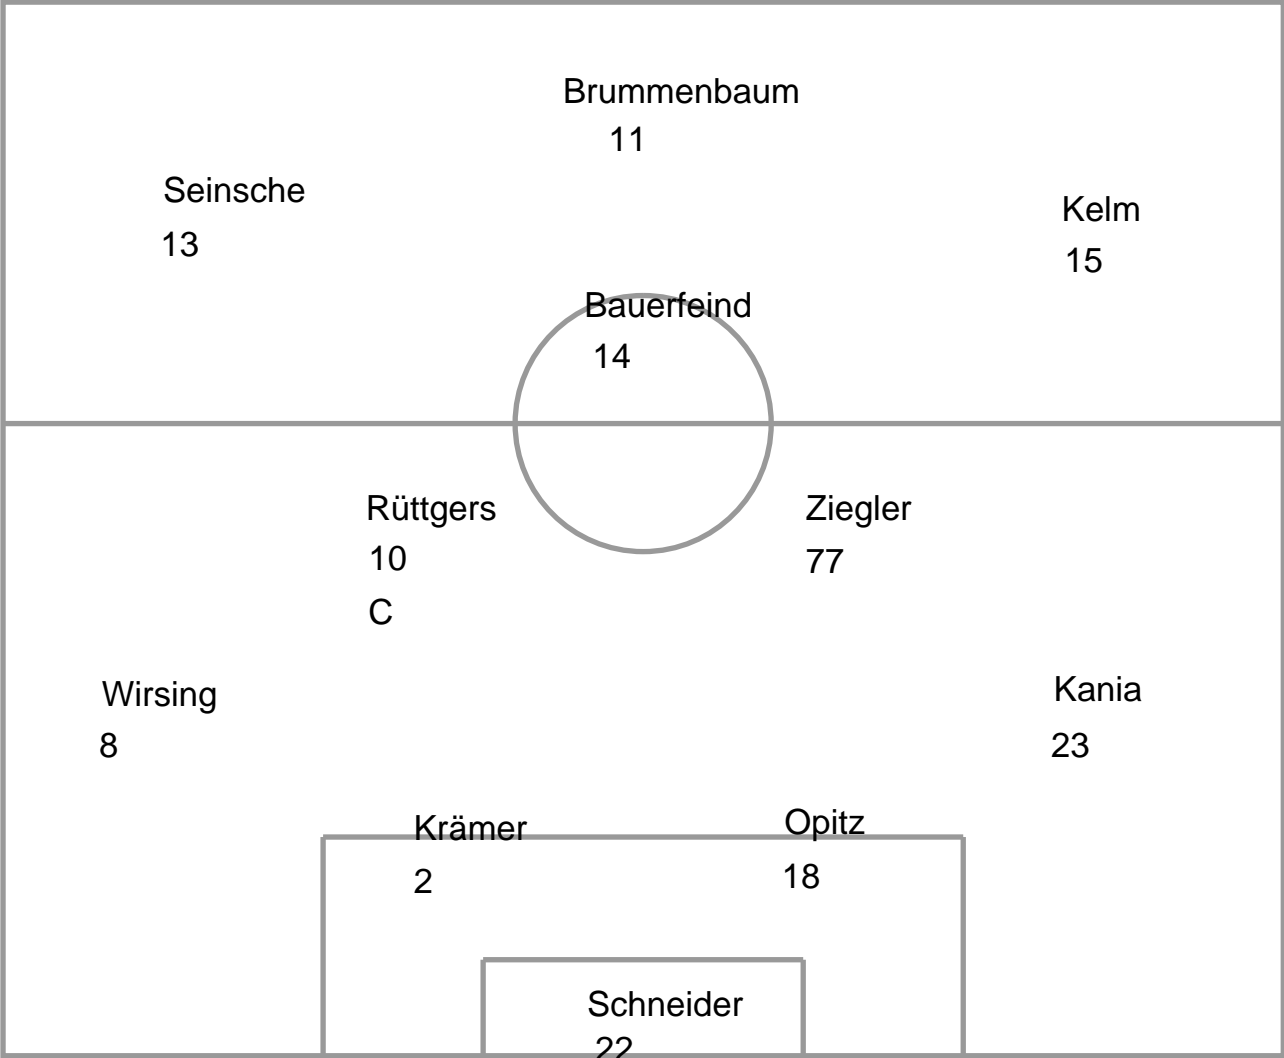 Brummenbaum
11
Seinsche
13
Kelm
15
Bauerfeind
14
Rüttgers
10
C
Ziegler
77
Wirsing
8
Kania
23
Krämer
2
Opitz
18
Schneider
22